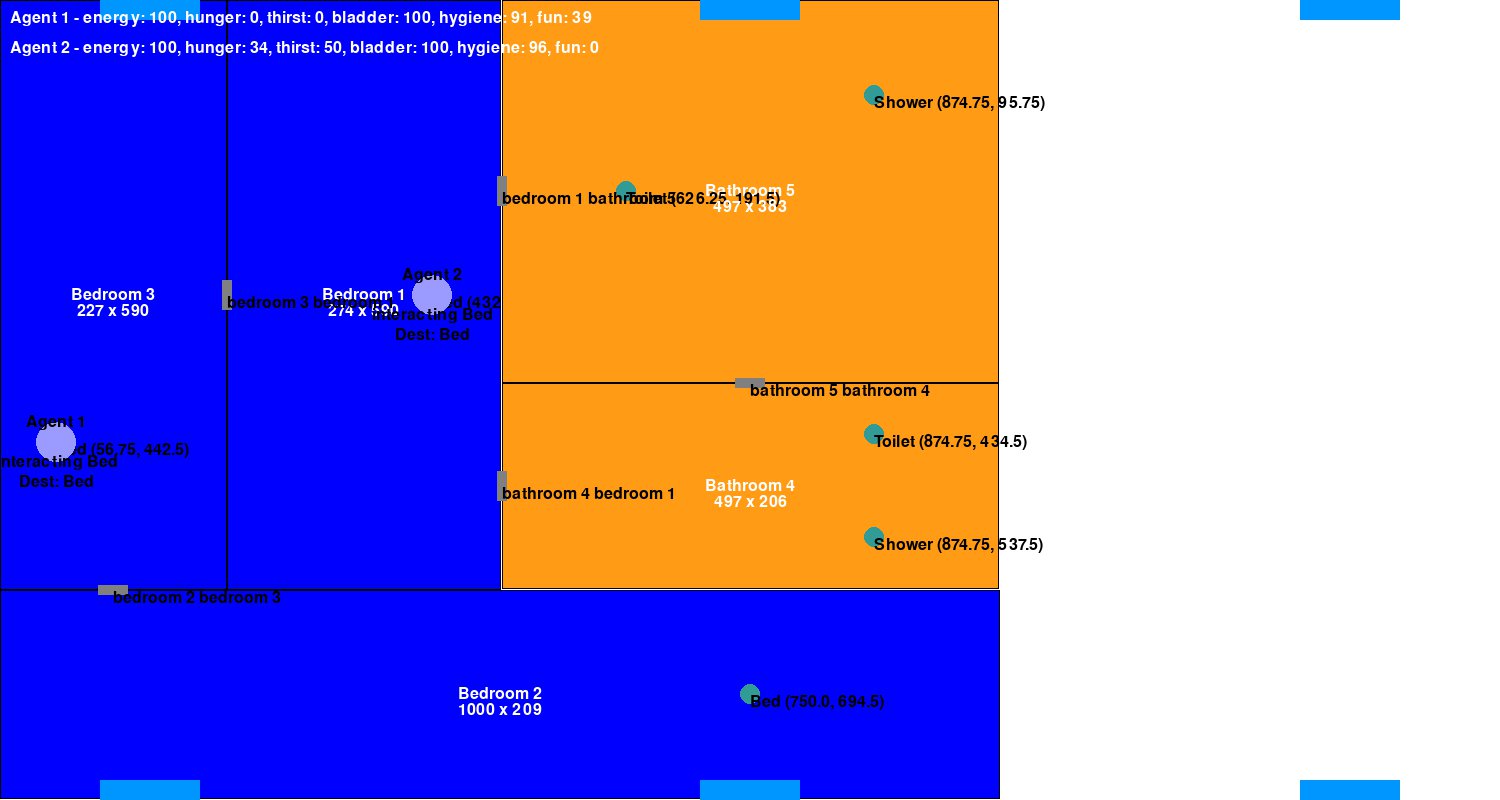 Agent 1 - energy: 100, hunger: 0, thirst: 0, bladder: 100, hygiene: 91, fun: 39
Agent 2 - energy: 100, hunger: 34, thirst: 50, bladder: 100, hygiene: 96, fun: 0
Shower (874.75, 95.75)
Bathroom 5
497 x 383
bedroom 1 bathroom 5
Toilet (626.25, 191.5)
Agent 2
Bedroom 3
227 x 590
Bedroom 1
274 x 590
bedroom 3 bedroom
(432
Interacting Bed
Dest: Bed
bathroom 5 bathroom 4
Agent 1
(56.75, 442.5)
nteracting Bed
Dest: Bed
Toilet (874.75, 434.5)
Bathroom 4
497 x 206
bathroom 4 bedroom 1
Shower (874.75, 537.5)
bedroom 2 bedroom 3
Bedroom 2
1000 x 209
Bed (750.0, 694.5)